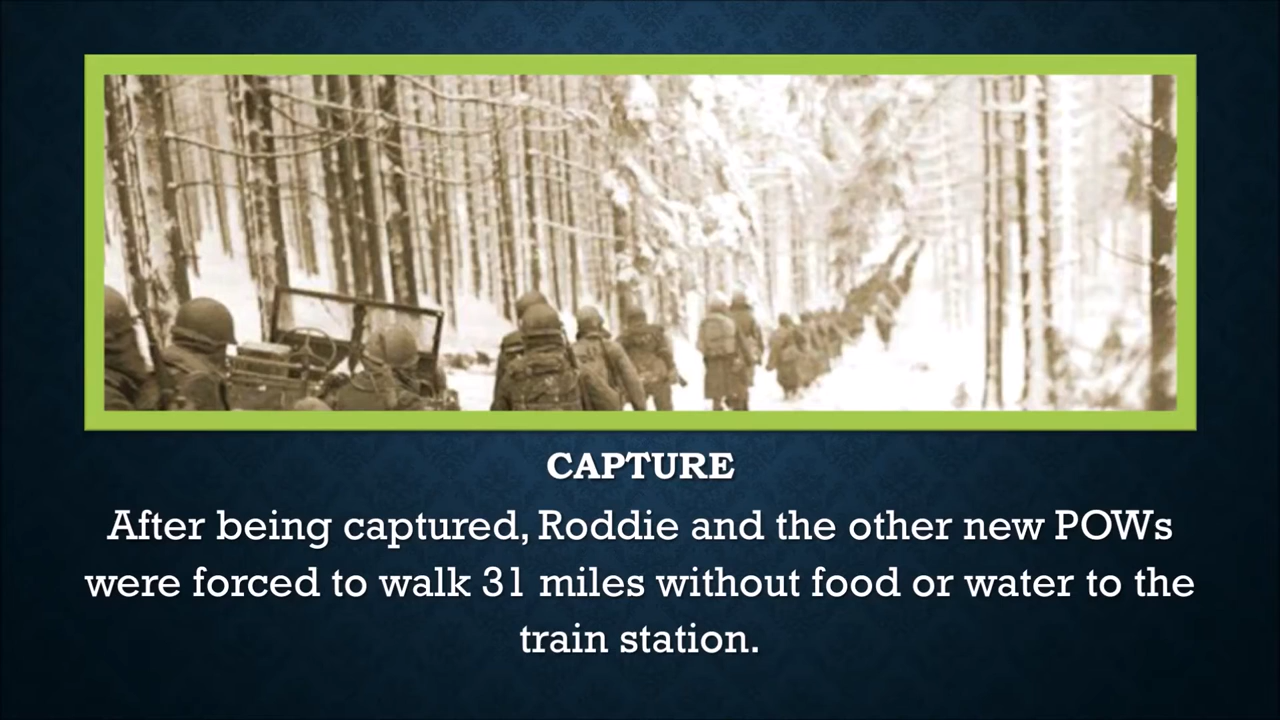 CAPTURE
After being captured, Roddie and the other new POWs
were forced to walk 31 miles without food or water to the
train station.